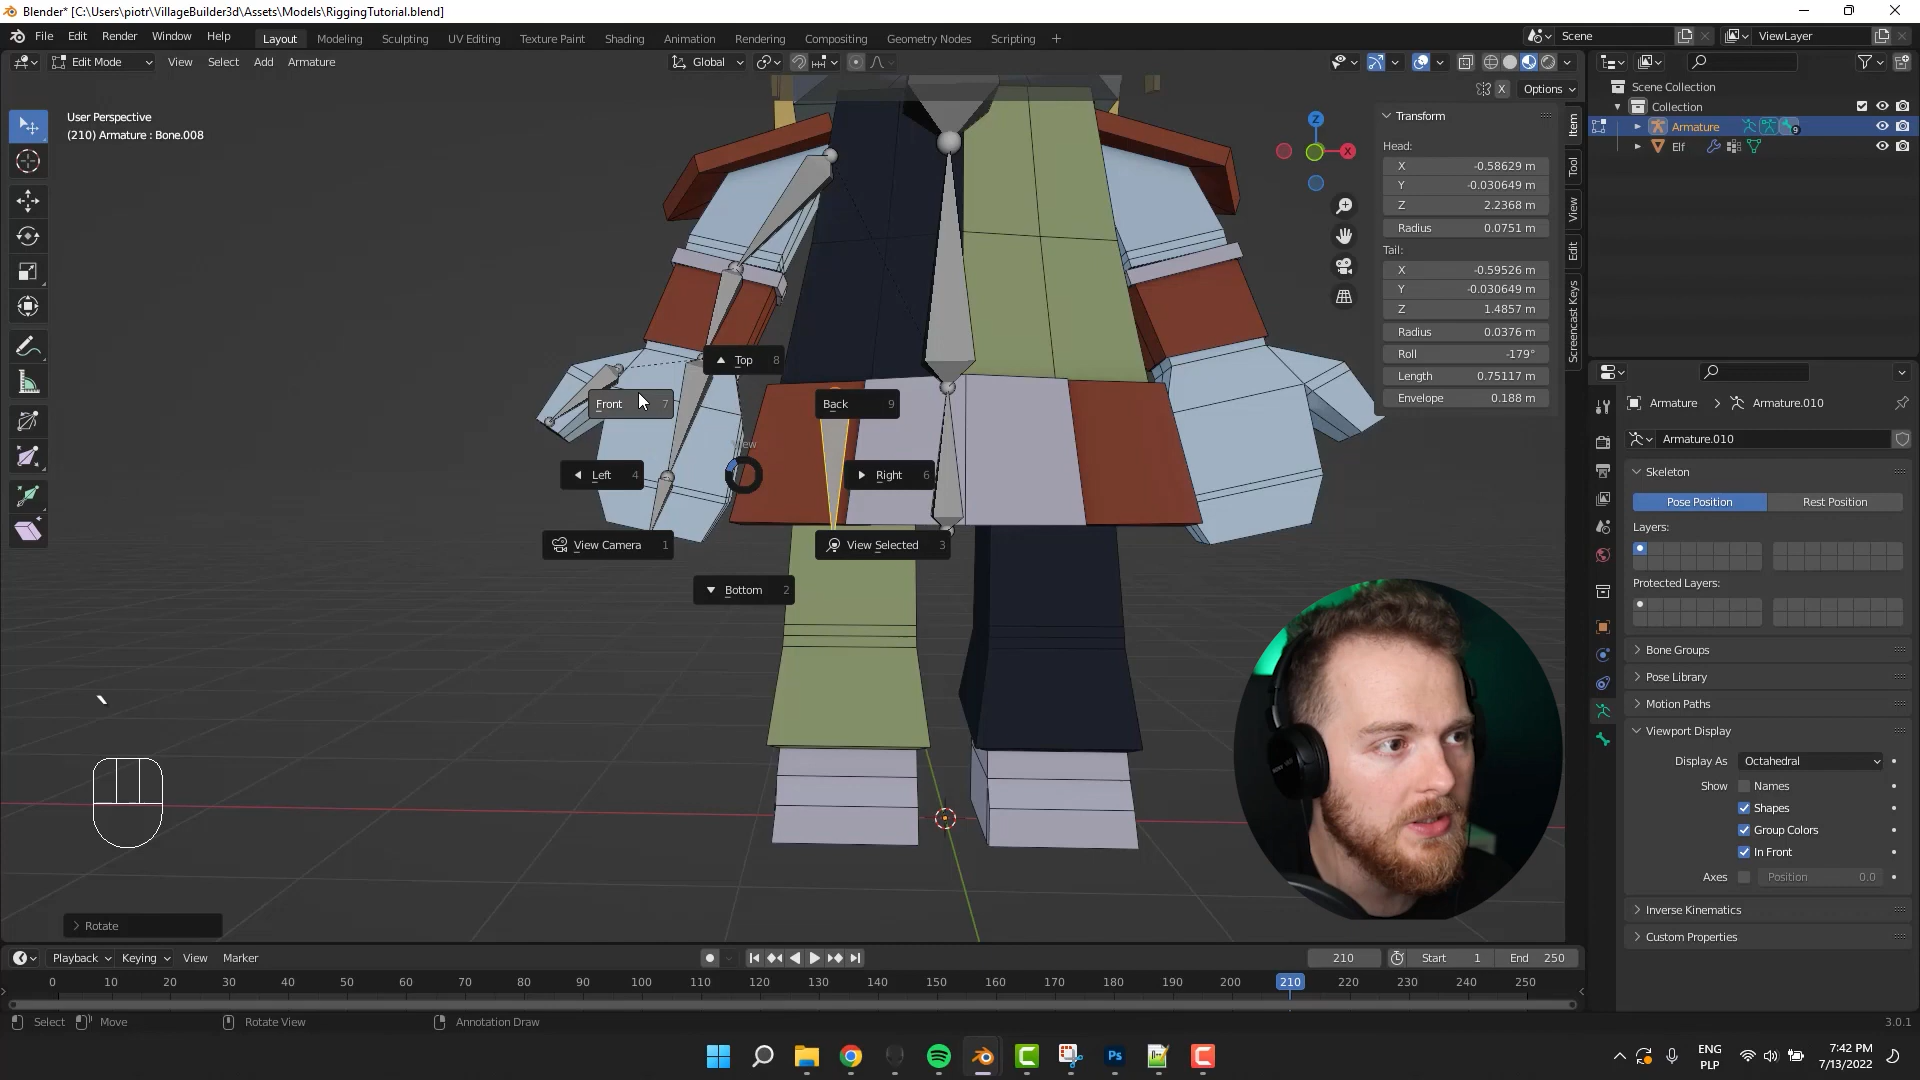 Blender* [C:\Users\piotr\VillageBuilder3d\Assets\Models\RiggingTutorial.blend]
File Edit Render Window Help Layout Modeling Sculpting UV Editing Texture Paint Shading Animation Rendering Compositing Geometry Nodes Scripting Scene ViewLayer
Edit Mode View Select Add Armature Global
Scene Collection
X Options
Collection
User Perspective
(210) Armature : Bone.008
Armature 9
Elf
Transform
Head:
X -0.58629 m
Y -0.030649 m
Z 2.2368 m
Radius 0.0751 m
Tail:
X -0.59526 m
Y -0.030649 m
Z 1.4857 m
Radius 0.0376 m
Roll -179°
Length 0.75117 m
Envelope 0.188 m
Item
Tool
View
Edit
Screencast Keys
Z
X
Top 8
Front 7
Back 9
Left 4
Right 6
View Camera 1
View Selected 3
Bottom 2
Armature Armature.010
Armature.010
Skeleton
Pose Position Rest Position
Layers:
Protected Layers:
Bone Groups
Pose Library
Motion Paths
Viewport Display
Display As Octahedral
Show Names
Shapes
Group Colors
In Front
Axes Position 0.0
Inverse Kinematics
Custom Properties
Rotate
Playback Keying View Marker 210 Start 1 End 250
0 10 20 30 40 50 60 70 80 90 100 110 120 130 140 150 160 170 180 190 200 210 220 230 240 250
Select Move Rotate View Annotation Draw 3.0.1
ENG
PLP
7:42 PM
7/13/2022